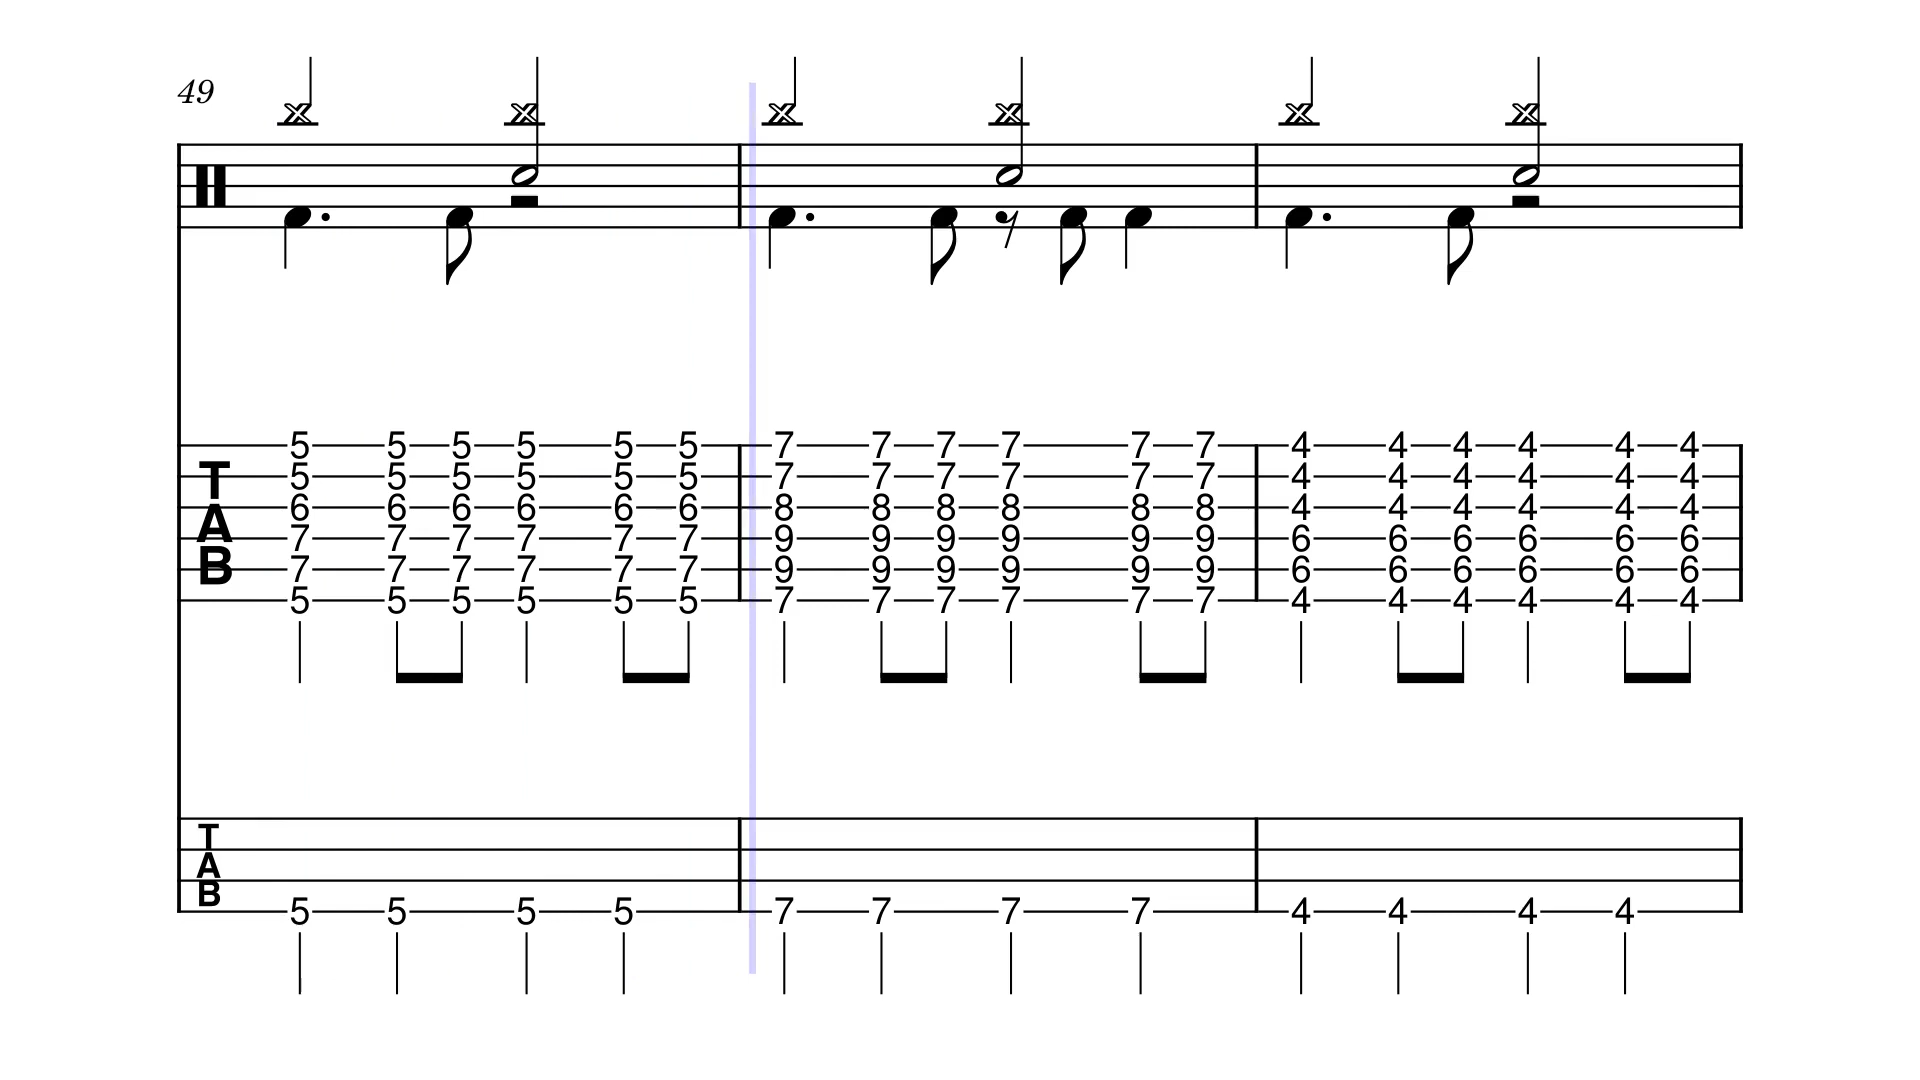 49
5 5 5 5 5 5 7 7 7 7 7 7 4 4 4 4 4 4
T 5 5 5 5 5 5 7 7 7 7 7 7 4 4 4 4 4 4
A 6 6 6 6 6 6 8 8 8 8 8 8 4 4 4 4 4 4
7 7 7 7 7 7 9 9 9 9 9 9 6 6 6 6 6 6
B 7 7 7 7 7 7 9 9 9 9 9 9 6 6 6 6 6 6
5 5 5 5 5 5 7 7 7 7 7 7 4 4 4 4 4 4
T
A
B
5 5 5 5 7 7 7 7 4 4 4 4